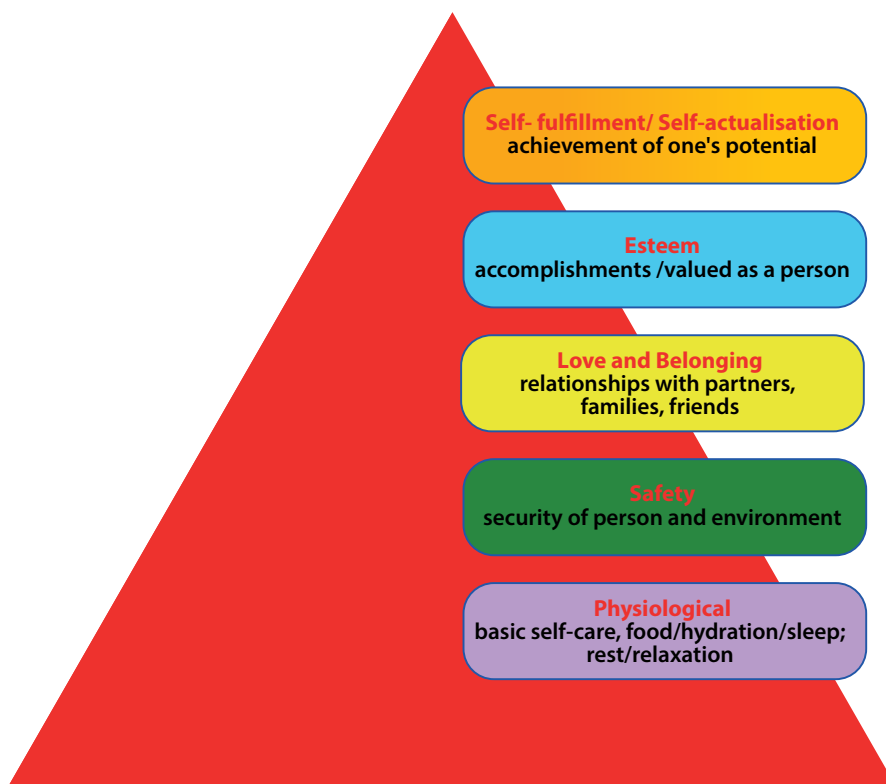 Self- fulfillment/ Self-actualisation
achievement of one's potential
Esteem
accomplishments /valued as a person
Love and Belonging
relationships with partners,
families, friends
Safety
security of person and environment
Physiological
basic self-care, food/hydration/sleep;
rest/relaxation